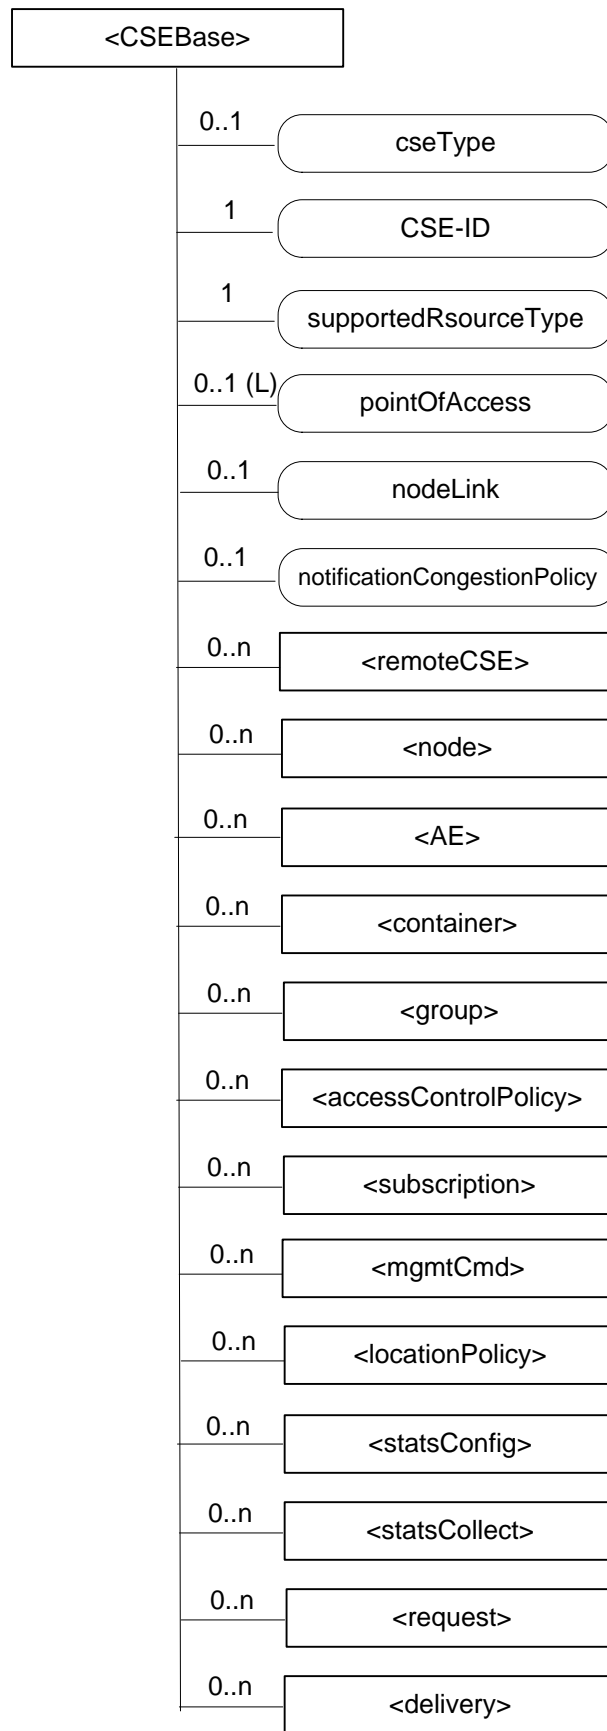 <CSEBase>
0..1
cseType
1
CSE-ID
1
supportedRsourceType
0..1 (L)
pointOfAccess
0..1
nodeLink
0..1
notificationCongestionPolicy
0..n
<remoteCSE>
0..n
<node>
0..n
<AE>
0..n
<container>
0..n
<group>
0..n
<accessControlPolicy>
0..n
<subscription>
0..n
<mgmtCmd>
0..n
<locationPolicy>
0..n
<statsConfig>
0..n
<statsCollect>
0..n
<request>
0..n
<delivery>